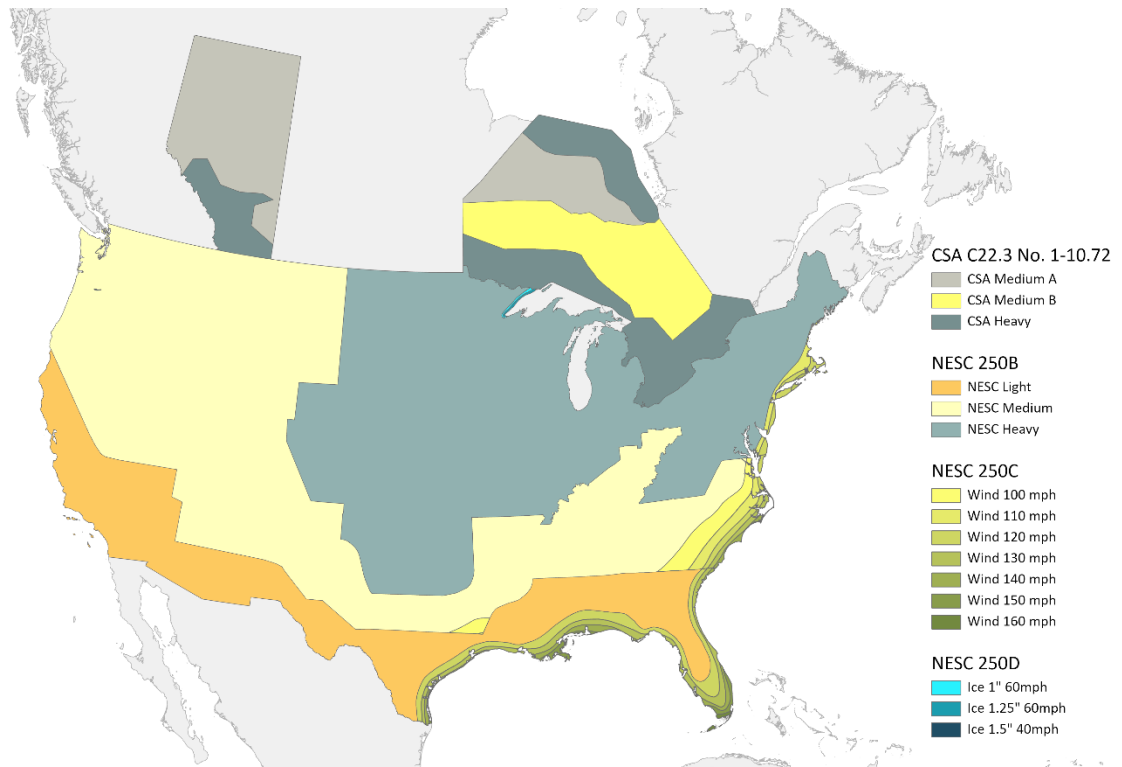 CSA C22.3 No. 1-10.72
CSA Medium A
CSA Medium B
CSA Heavy
NESC 250B
NESC Light
NESC Medium
NESC Heavy
NESC 250C
Wind 100 mph
Wind 110 mph
Wind 120 mph
Wind 130 mph
Wind 140 mph
Wind 150 mph
Wind 160 mph
NESC 250D
Ice 1" 60mph
Ice 1.25" 60mph
Ice 1.5" 40mph